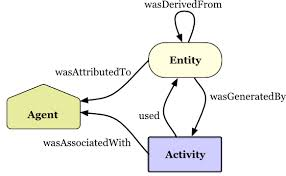 wasDerivedFrom
wasAttributedTo
Entity
wasGeneratedBy
Agent
used
wasAssociatedWith
Activity